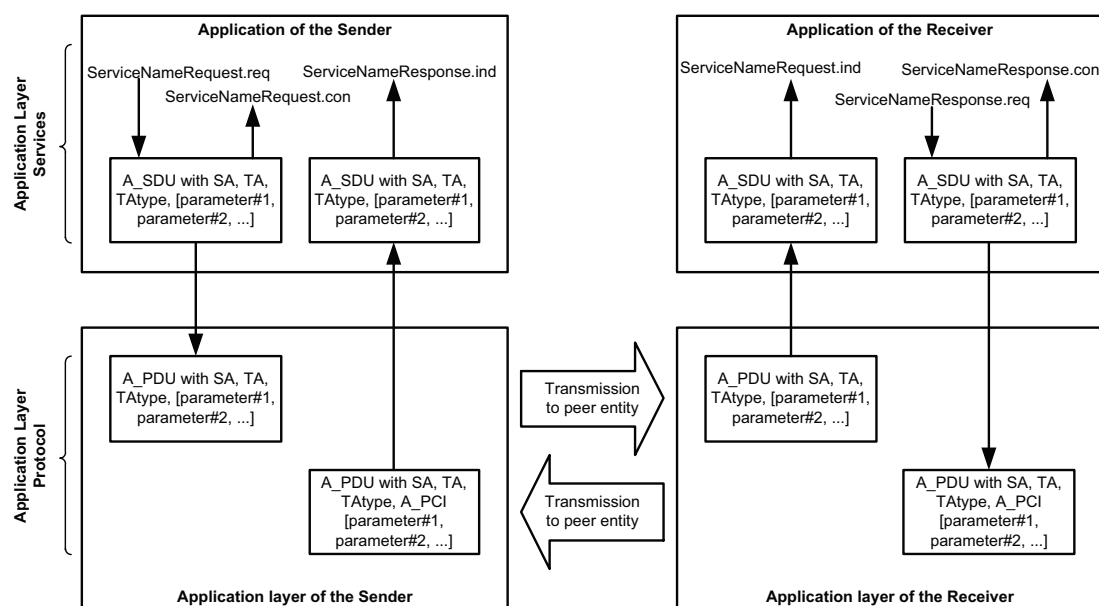 Application of the Sender
ServiceNameRequest.req
ServiceNameRequest.con
ServiceNameResponse.ind
A_SDU with SA, TA,
TAtype, [parameter#1,
parameter#2, ...]
A_SDU with SA, TA,
TAtype, [parameter#1,
parameter#2, ...]
Application of the Receiver
ServiceNameRequest.ind
ServiceNameResponse.con
ServiceNameResponse.req
A_SDU with SA, TA,
TAtype, [parameter#1,
parameter#2, ...]
A_SDU with SA, TA,
TAtype, [parameter#1,
parameter#2, ...]
Application Layer
Services
Application Layer
Protocol
A_PDU with SA, TA,
TAtype, [parameter#1,
parameter#2, ...]
A_PDU with SA, TA,
TAtype, A_PCI
[parameter#1,
parameter#2, ...]
Application layer of the Sender
Transmission
to peer entity
Transmission
to peer entity
A_PDU with SA, TA,
TAtype, [parameter#1,
parameter#2, ...]
A_PDU with SA, TA,
TAtype, A_PCI
[parameter#1,
parameter#2, ...]
Application layer of the Receiver